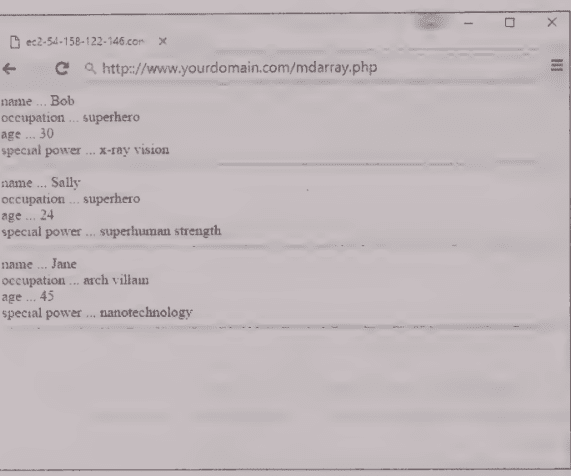 ec2-54-158-122-146.con
http://www.yourdomain.com/mdarray.php
name ... Bob
occupation ... superhero
age ... 30
special power ... x-ray vision
name ... Sally
occupation ... superhero
age ... 24
special power ... superhuman strength
name ... Jane
occupation ... arch villain
age ... 45
special power ... nanotechnology